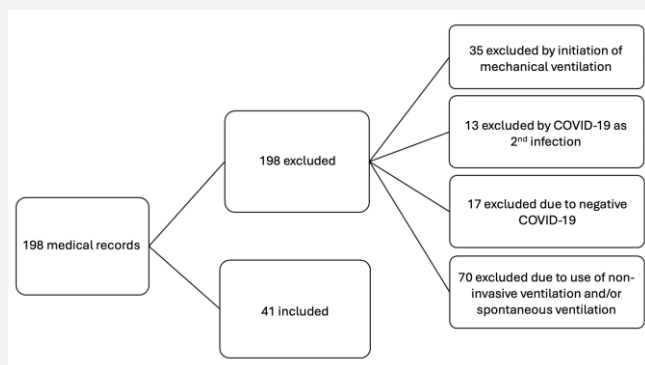 198 medical records
198 excluded
41 included
35 excluded by initiation of
mechanical ventilation
13 excluded by COVID-19 as
2nd infection
17 excluded due to negative
COVID-19
70 excluded due to use of non-
invasive ventilation and/or
spontaneous ventilation